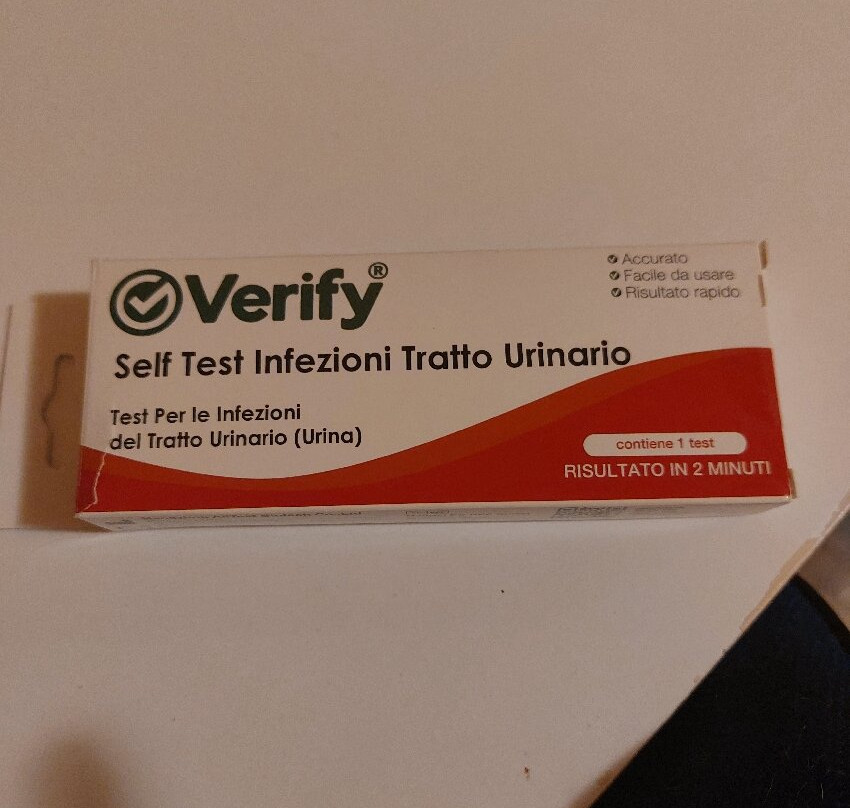 Verify®
Accurato
Facile da usare
Risultato rapido
Self Test Infezioni Tratto Urinario
Test Per le Infezioni
del Tratto Urinario (Urina)
contiene 1 test
RISULTATO IN 2 MINUTI